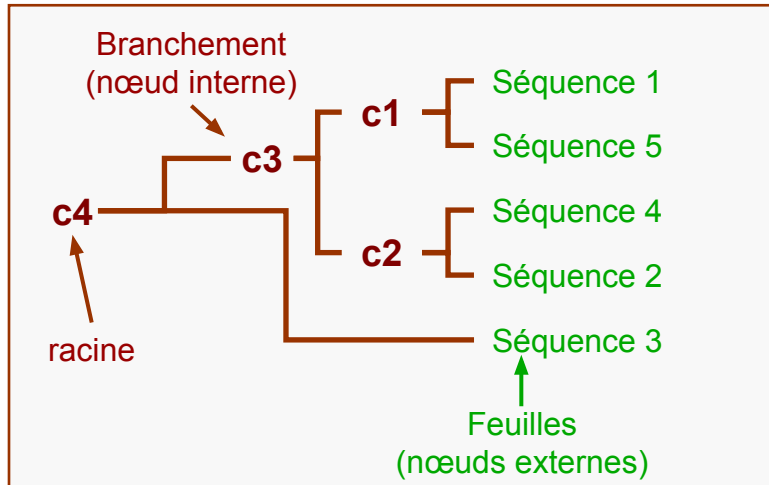 Branchement
(nœud interne)
c1
Séquence 1
Séquence 5
c3
c4
Séquence 4
c2
Séquence 2
racine
Séquence 3
Feuilles
(nœuds externes)